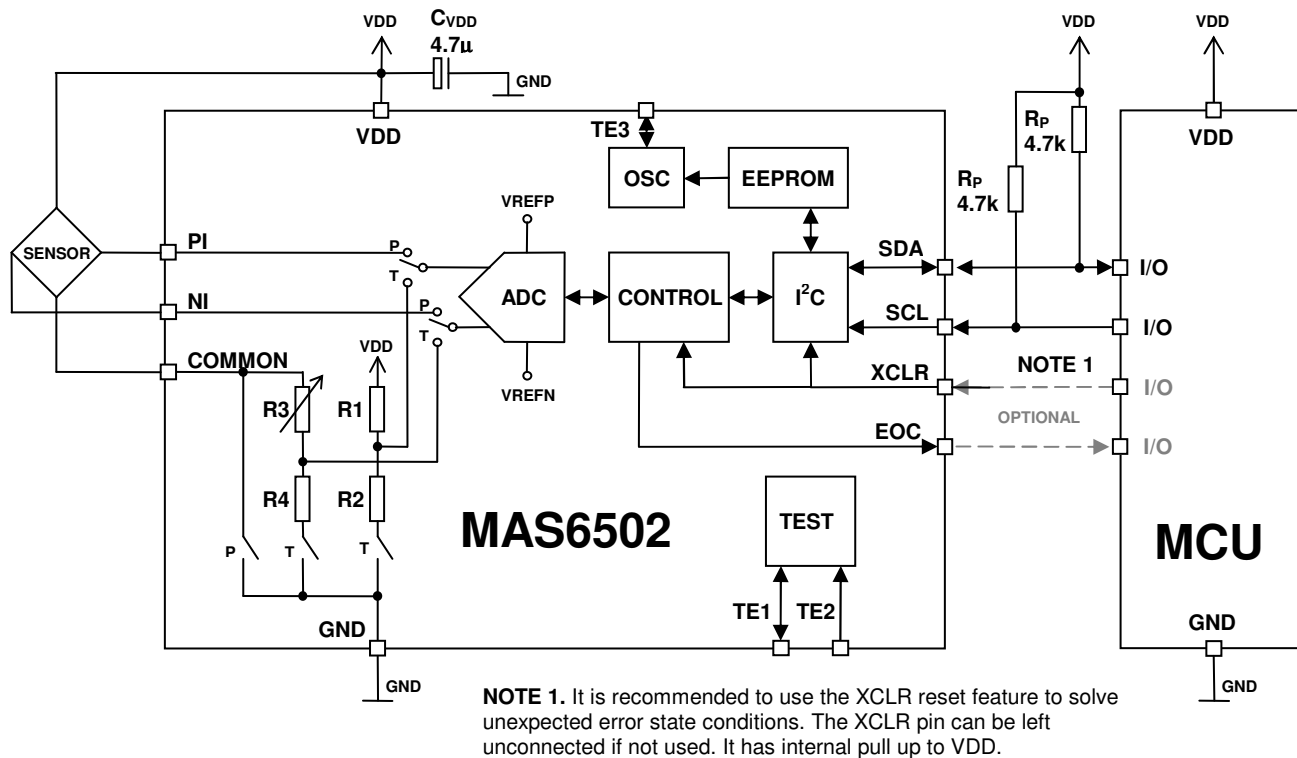 VDD
CVDD
4.7µ
GND
VDD
VDD
VDD
TE3
RP
4.7k
VDD
OSC
EEPROM
RP
4.7k
VREFP
SENSOR
PI
P
T
SDA
I/O
NI
P
T
ADC
CONTROL
I²C
SCL
I/O
COMMON
VDD
VREFN
XCLR
NOTE 1
I/O
R3
R1
OPTIONAL
EOC
I/O
R4
R2
MAS6502
TEST
MCU
P
T
T
TE1
TE2
GND
GND
GND
GND
NOTE 1. It is recommended to use the XCLR reset feature to solve
unexpected error state conditions. The XCLR pin can be left
unconnected if not used. It has internal pull up to VDD.